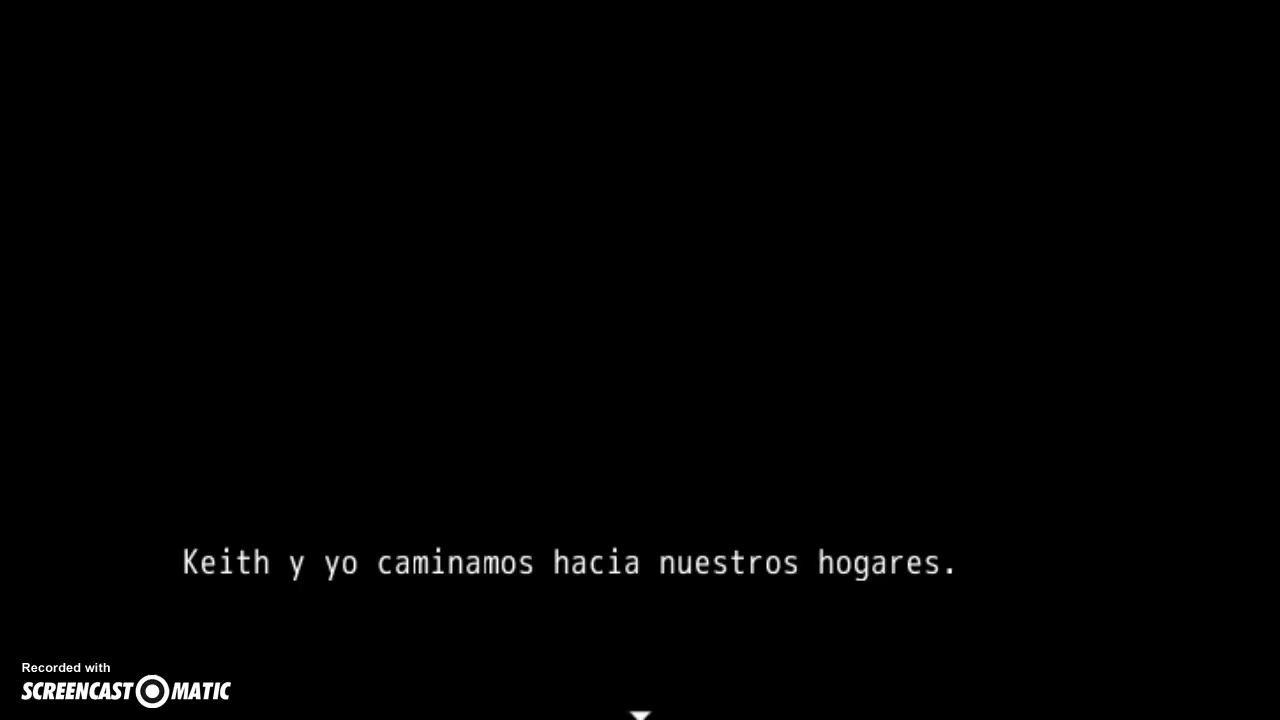 Keith y yo caminamos hacia nuestros hogares.
Recorded with
SCREENCAST MATIC